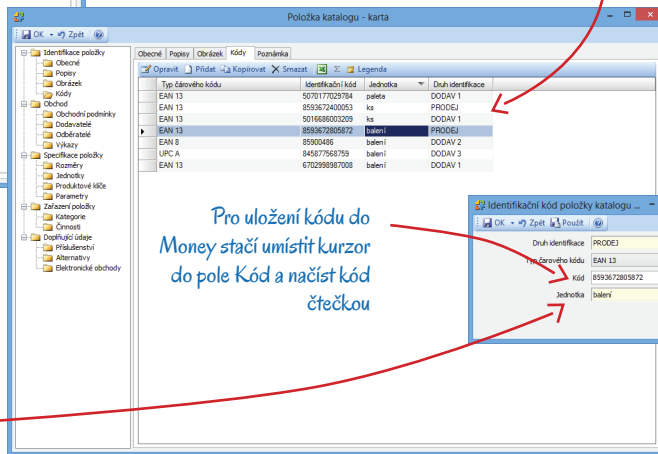 Položka katalogu - karta
OK Zpět
Identifikace položky
Obecné
Popisy
Obrázek
Kódy
Obchod
Obchodní podmínky
Dodavatelé
Odběratelé
Výkazy
Specifikace položky
Rozměry
Jednotky
Produktové klíče
Parametry
Zařazení položky
Kategorie
Činnosti
Doplňující údaje
Příslušenství
Alternativy
Elektronické obchody
Obecné Popisy Obrázek Kódy Poznámka
Opravit Přidat Kopírovat Smazat Σ Legenda
Typ čárového kódu Identifikační kód Jednotka Druh identifikace
EAN 13 5070177029784 paleta DODAV 1
EAN 13 8593672400053 ks PRODEJ
EAN 13 5016686003209 ks DODAV 1
EAN 13 8593672805872 balení PRODEJ
EAN 8 85900486 balení DODAV 2
UPC A 845877568759 balení DODAV 3
EAN 13 6702998987008 balení DODAV 1
Pro uložení kódu do
Money stačí umístit kurzor
do pole Kód a načíst kód
čtečkou
Identifikační kód položky katalogu ...
OK Zpět Použít
Druh identifikace PRODEJ
Typ čárového kódu EAN 13
Kód 8593672805872
Jednotka balení